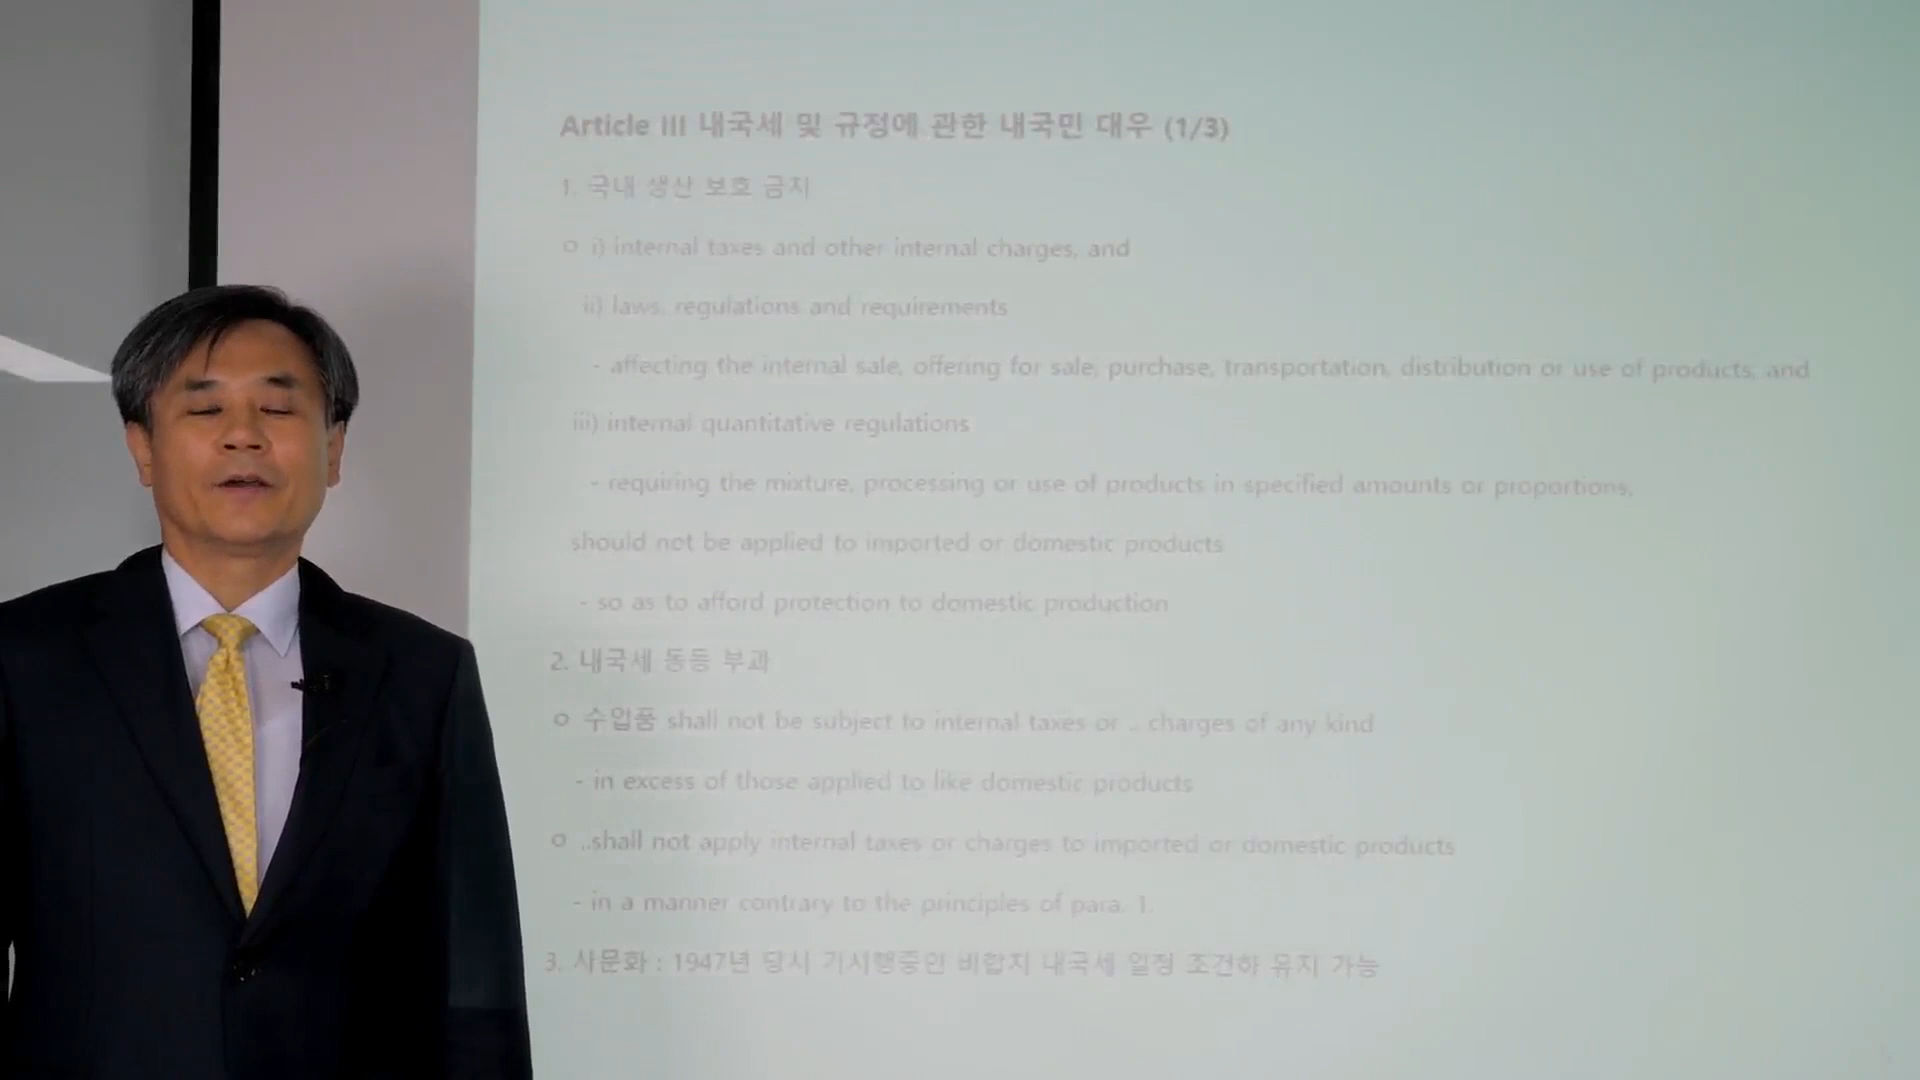 Article III 내국세 및 규정에 관한 내국민 대우 (1/3)
1. 국내 생산 보호 금지
o i) internal taxes and other internal charges, and
ii) laws, regulations and requirements
- affecting the internal sale, offering for sale, purchase, transportation, distribution or use of products, and
iii) internal quantitative regulations
- requiring the mixture, processing or use of products in specified amounts or proportions,
should not be applied to imported or domestic products
- so as to afford protection to domestic production
2. 내국세 동등 부과
o 수입품 shall not be subject to internal taxes or .. charges of any kind
- in excess of those applied to like domestic products
o ..shall not apply internal taxes or charges to imported or domestic products
- in a manner contrary to the principles of para. 1.
3. 사문화 : 1947년 당시 기시행중인 비합치 내국세 일정 조건하 유지 가능